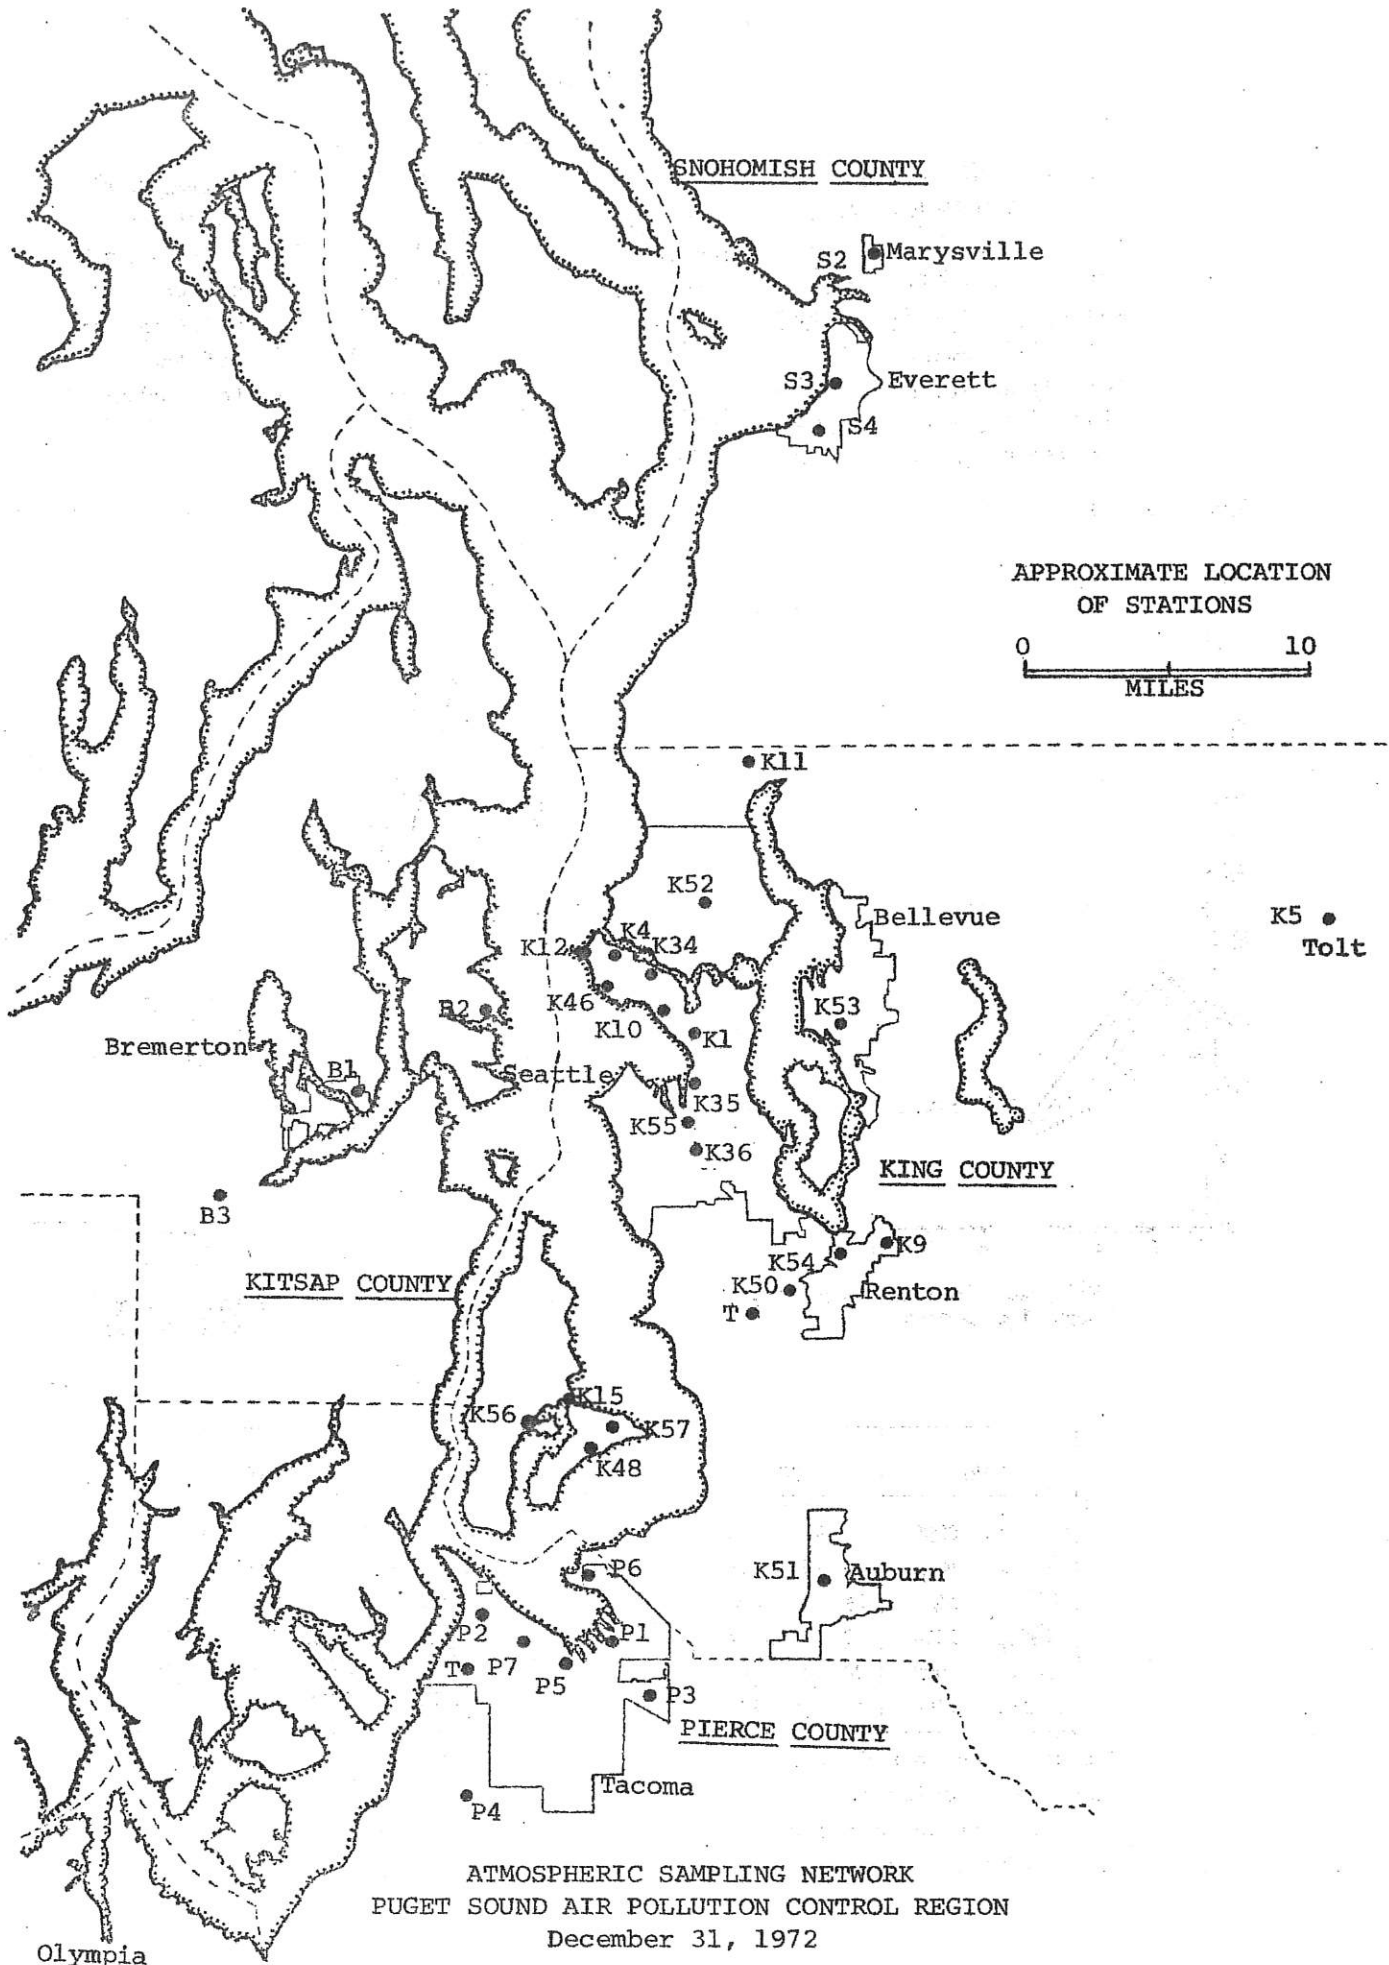 SNOHOMISH COUNTY
S2
Marysville
S3
Everett
S4
APPROXIMATE LOCATION
OF STATIONS
0 10
MILES
K11
K52
Bellevue
K5
Tolt
K4
K12
K34
K46
B2
K10
K53
K1
Bremerton
B1
Seattle
K35
K55
K36
KING COUNTY
B3
K9
K54
KITSAP COUNTY
K50
Renton
T
K15
K56
K57
K48
P6
K51
Auburn
P2
P1
T
P7
P5
P3
PIERCE COUNTY
Tacoma
P4
ATMOSPHERIC SAMPLING NETWORK
PUGET SOUND AIR POLLUTION CONTROL REGION
December 31, 1972
Olympia